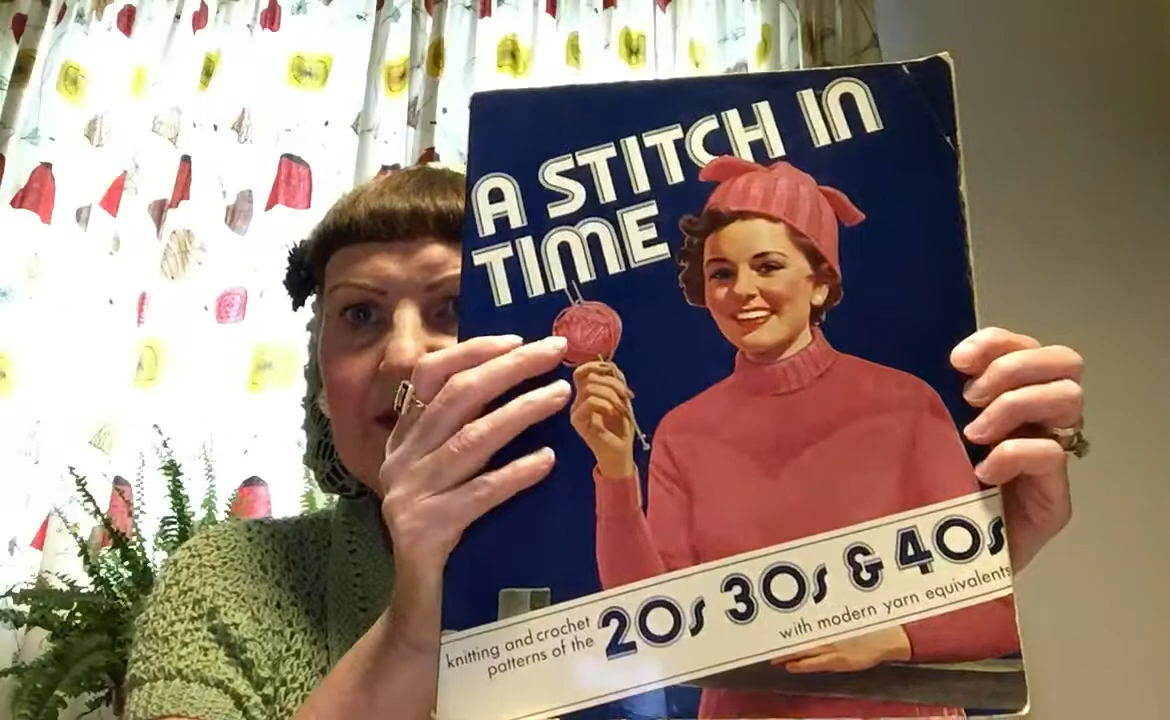 A STITCH IN
TIME
knitting and crochet
patterns of the
20s 30s & 40s
with modern yarn equivalents